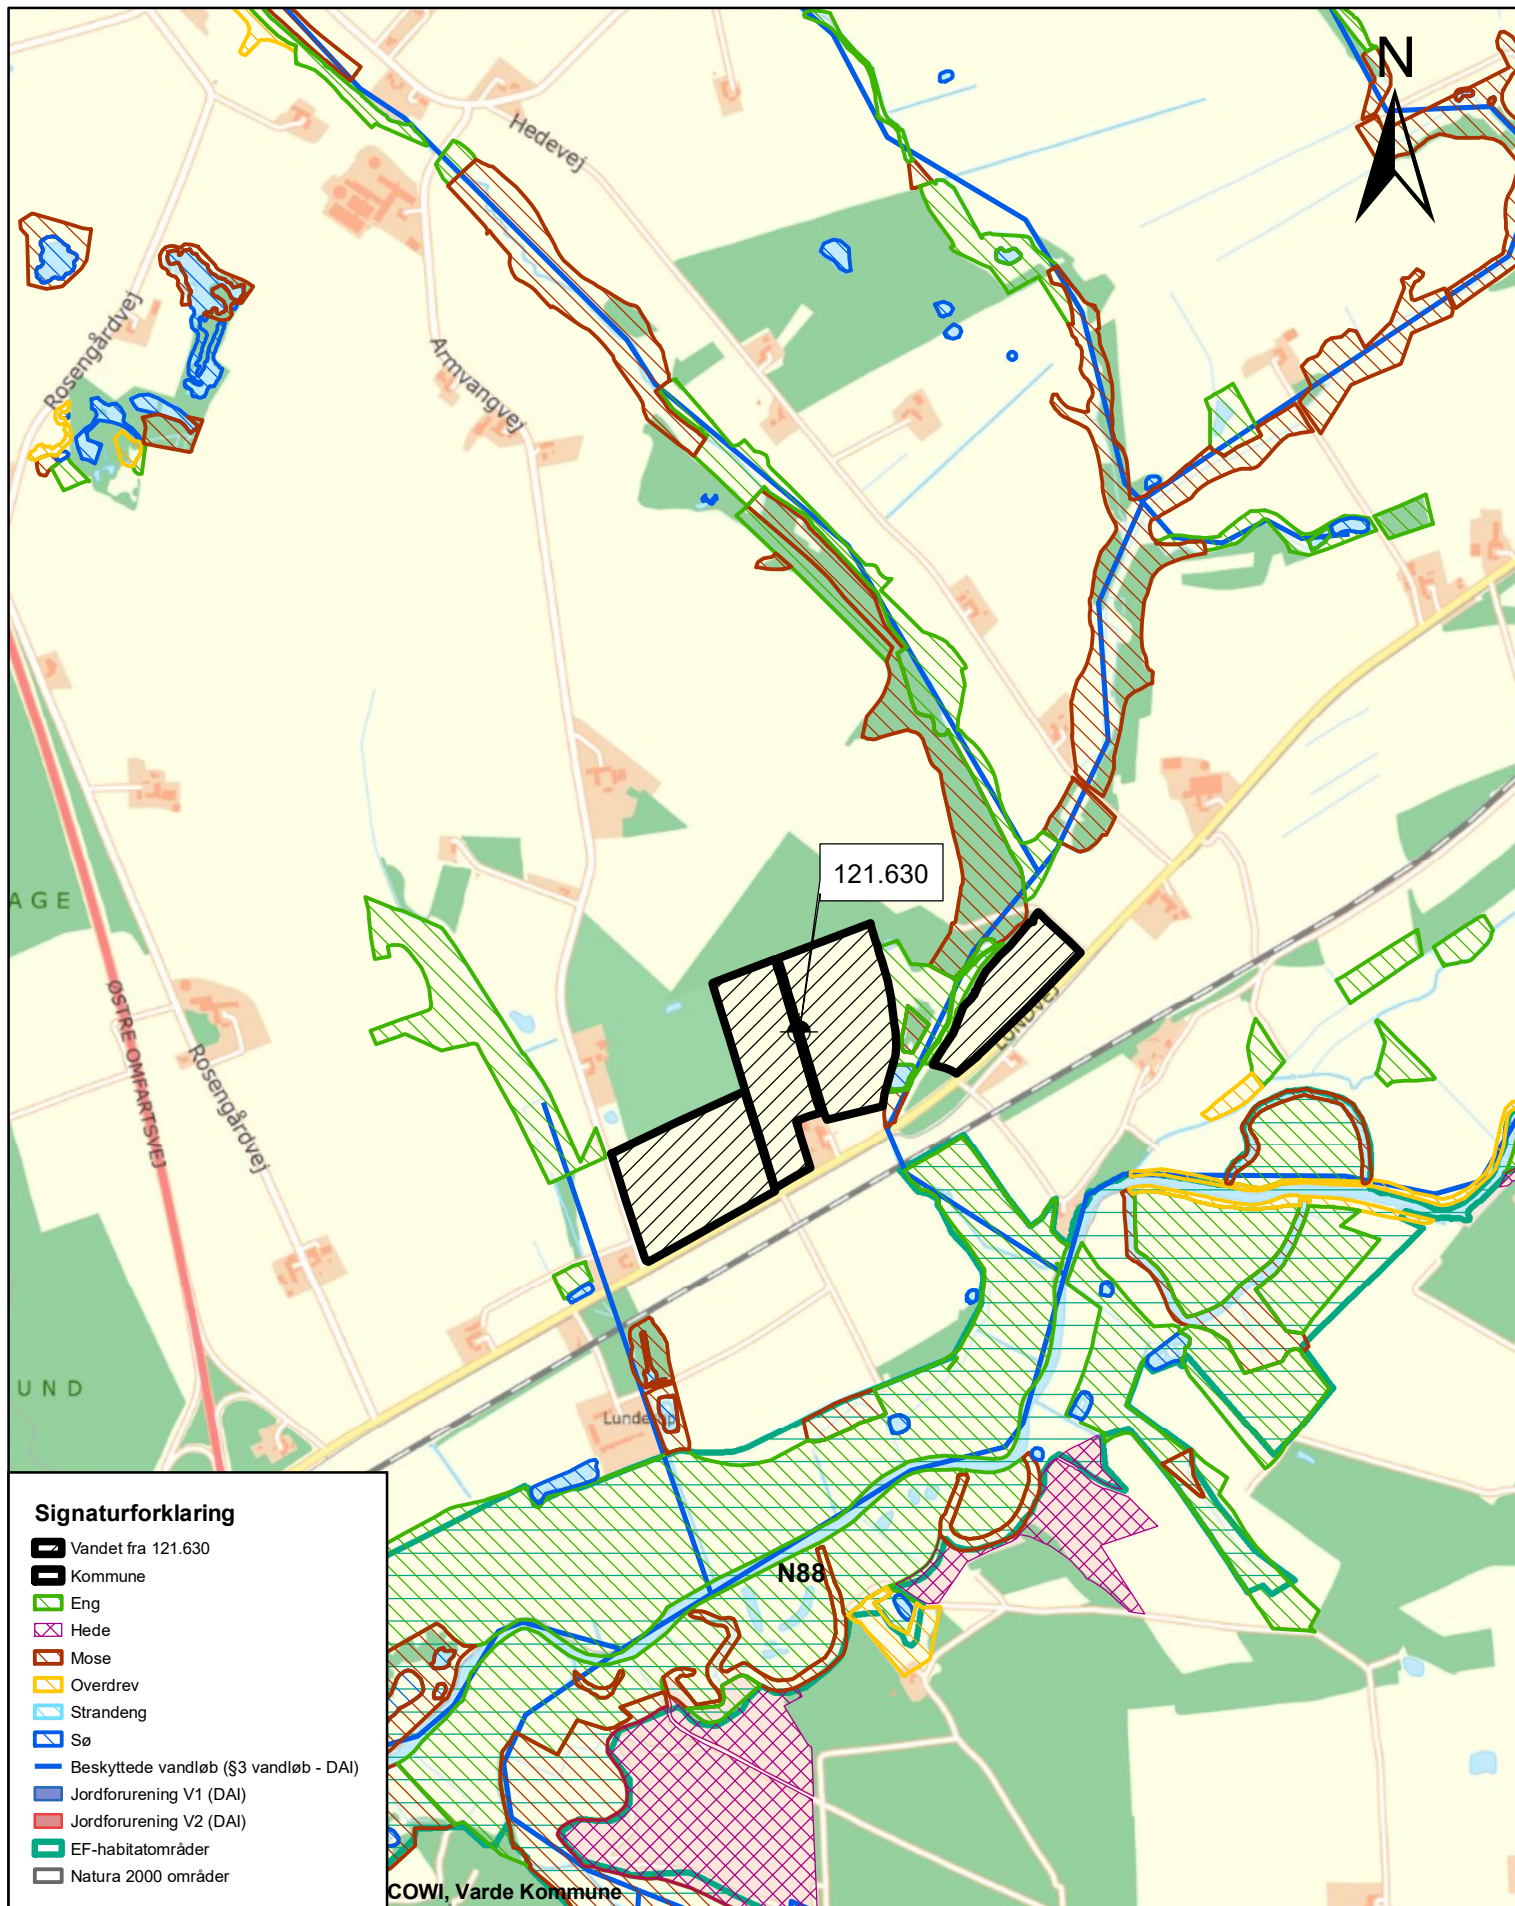 N
Hedevej
Rosengårdvej
Armvangvej
121.630
AGE
LUNDvej
ØSTRE OMFARTSVEJ
Rosengårdvej
UND
N88
Signaturforklaring
Vandet fra 121.630
Kommune
Eng
Hede
Mose
Overdrev
Strandeng
Sø
Beskyttede vandløb (§3 vandløb - DAI)
Jordforurening V1 (DAI)
Jordforurening V2 (DAI)
EF-habitatområder
Natura 2000 områder
COWI, Varde Kommune